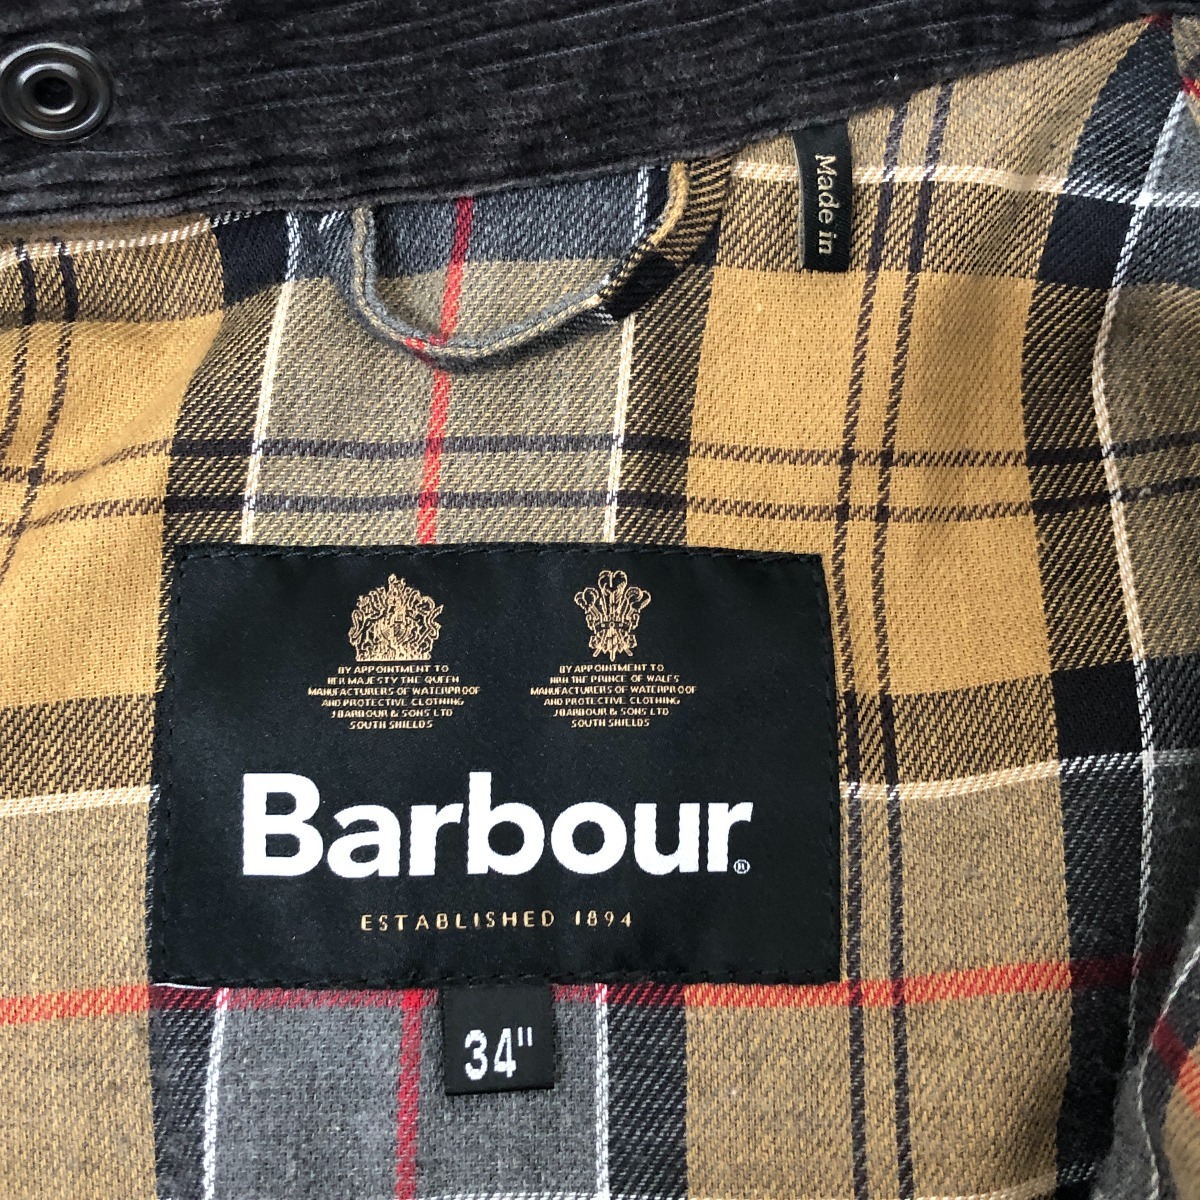 Made in
BY APPOINTMENT TO
HER MAJESTY THE QUEEN
MANUFACTURERS OF WATERPROOF
AND PROTECTIVE CLOTHING
J BARBOUR & SONS LTD
SOUTH SHIELDS
BY APPOINTMENT TO
HRH THE PRINCE OF WALES
MANUFACTURERS OF WATERPROOF
AND PROTECTIVE CLOTHING
J BARBOUR & SONS LTD
SOUTH SHIELDS
Barbour®
ESTABLISHED 1894
34"